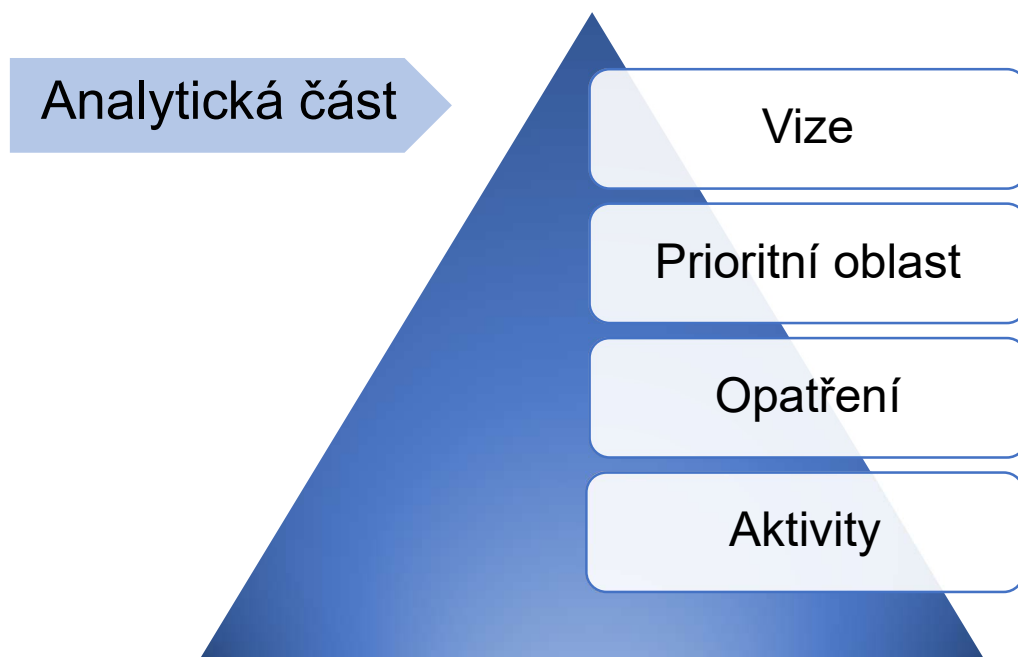 Analytická část
Vize
Prioritní oblast
Opatření
Aktivity